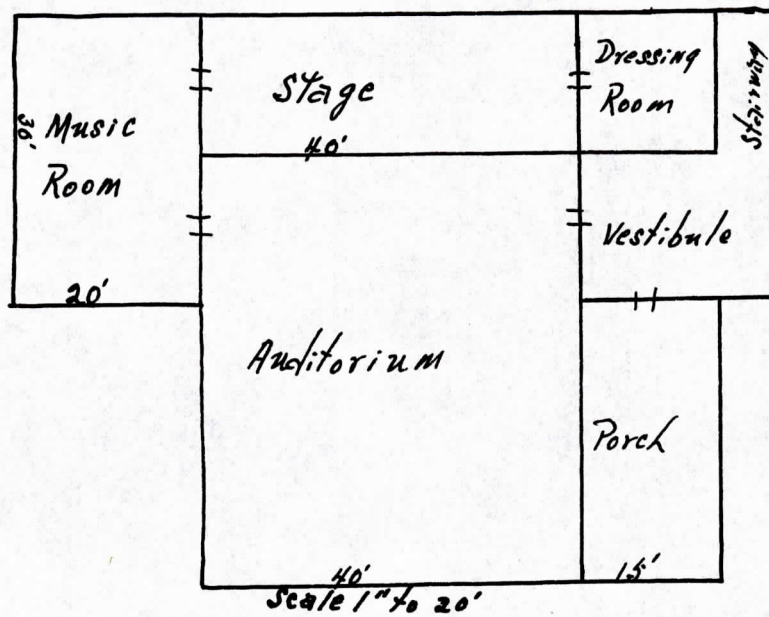 Music
Room
30'
20'
Stage
40'
Dressing
Room
Stairway
Vestibule
Auditorium
Porch
40'
15'
Scale 1" to 20'